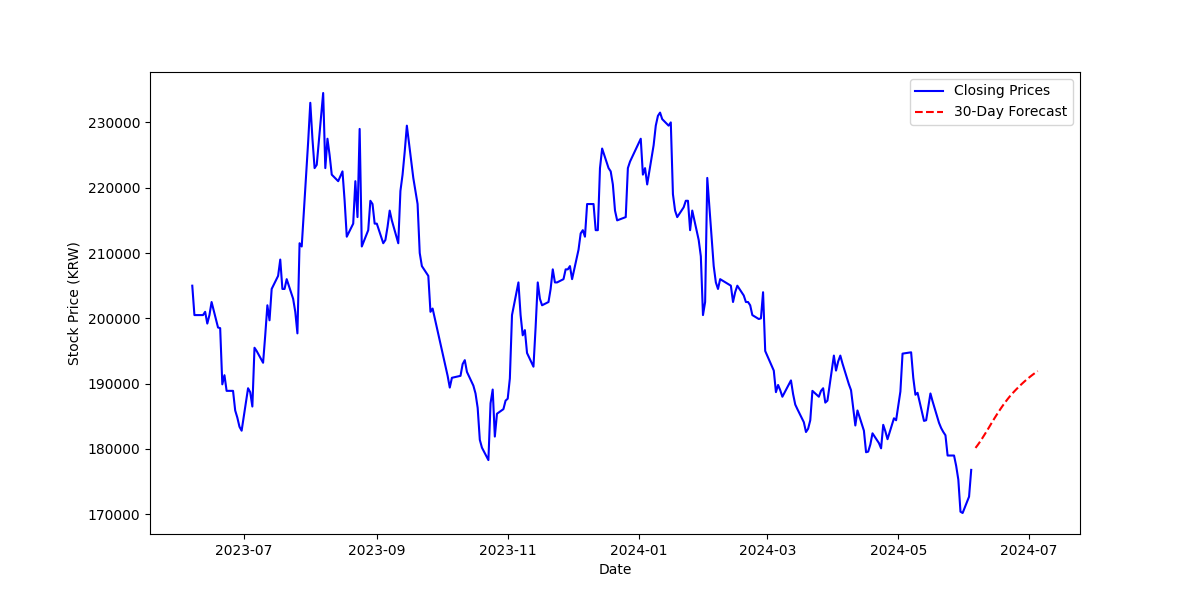 Closing Prices
30-Day Forecast
230000
220000
210000
200000
190000
180000
170000
Stock Price (KRW)
2023-07 2023-09 2023-11 2024-01 2024-03 2024-05 2024-07
Date